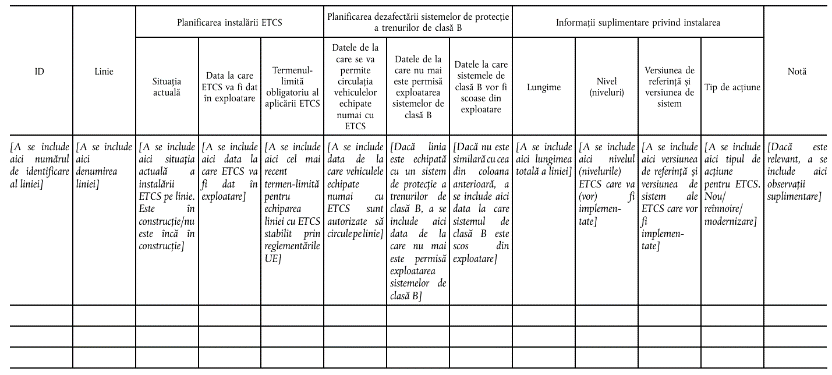 ID
Linie
Planificarea instalării ETCS
Situația
actuală
Data la care
ETCS va fi dat
în exploatare
Termenul-
limită
obligatoriu al
aplicării ETCS
Planificarea dezafectării sistemelor de protecție
a trenurilor de clasă B
Datele de la
care se va
permite
circulația
vehiculelor
echipate
numai cu
ETCS
Datele de la
care nu mai
este permisă
exploatarea
sistemelor de
clasă B
Datele la care
sistemele de
clasă B vor fi
scoase din
exploatare
Informații suplimentare privind instalarea
Lungime
Nivel
(niveluri)
Versiunea de
referință și
versiunea de
sistem
Tip de acțiune
Notă
[A se include
aici numărul
de identificare
al liniei]
[A se include
aici
denumirea
liniei]
[A se include
aici situația
actuală a
instalării
ETCS pe linie.
Este în
construcție/nu
este încă în
construcție]
[A se include
aici data la
care ETCS va
fi dat în
exploatare]
[A se include
aici cel mai
recent
termen-limită
pentru
echiparea
liniei cu ETCS
stabilit prin
reglementările
UE]
[A se include
data de la
care vehiculele
echipate
numai cu
ETCS sunt
autorizate să
circule pe linie]
[Dacă linia
este echipată
cu un sistem
de protecție a
trenurilor de
clasă B, a se
include aici
data de la
care nu mai
este permisă
exploatarea
sistemelor de
clasă B]
[Dacă nu este
similară cu cea
din coloana
anterioară, a
se include aici
data la care
sistemul de
clasă B este
scos din
exploatare]
[A se include
aici lungimea
totală a liniei]
[A se include
aici nivelul
(nivelurile)
ETCS care va
(vor) fi
implemen-
tate]
[A se include
aici versiunea
de referință și
versiunea de
sistem ale
ETCS care vor
fi
implemen-
tate]
[A se include
aici tipul de
acțiune
pentru ETCS.
Nou/
reînnoire/
modernizare]
[Dacă este
relevant, a se
include aici
observații
suplimentare]